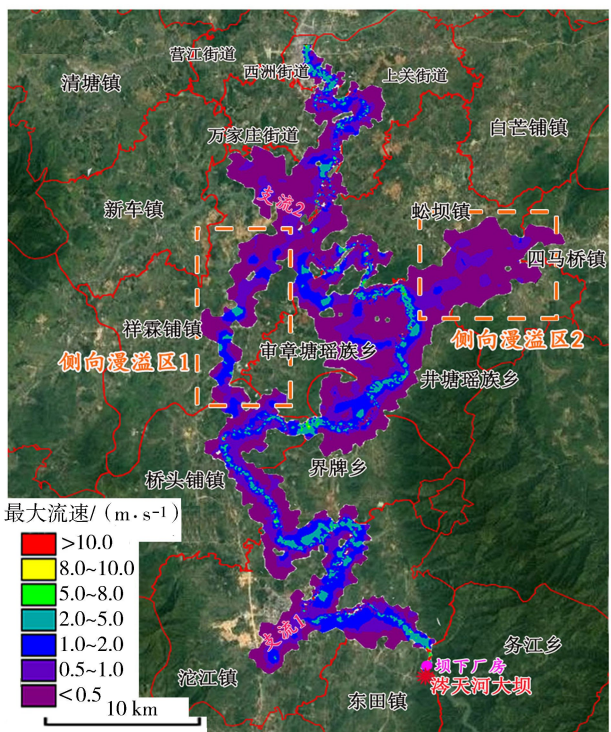 营江街道
西洲街道
上关街道
清塘镇
万家庄街道
白芒铺镇
支流2
新车镇
蚣坝镇
四马桥镇
祥霖铺镇
侧向漫溢区1
审章塘瑶族乡
侧向漫溢区2
井塘瑶族乡
桥头铺镇
界牌乡
最大流速/(m·s⁻¹)
>10.0
8.0~10.0
5.0~8.0
2.0~5.0
1.0~2.0
0.5~1.0
<0.5
10 km
支流1
务江乡
坝下厂房
涔天河大坝
沱江镇
东田镇